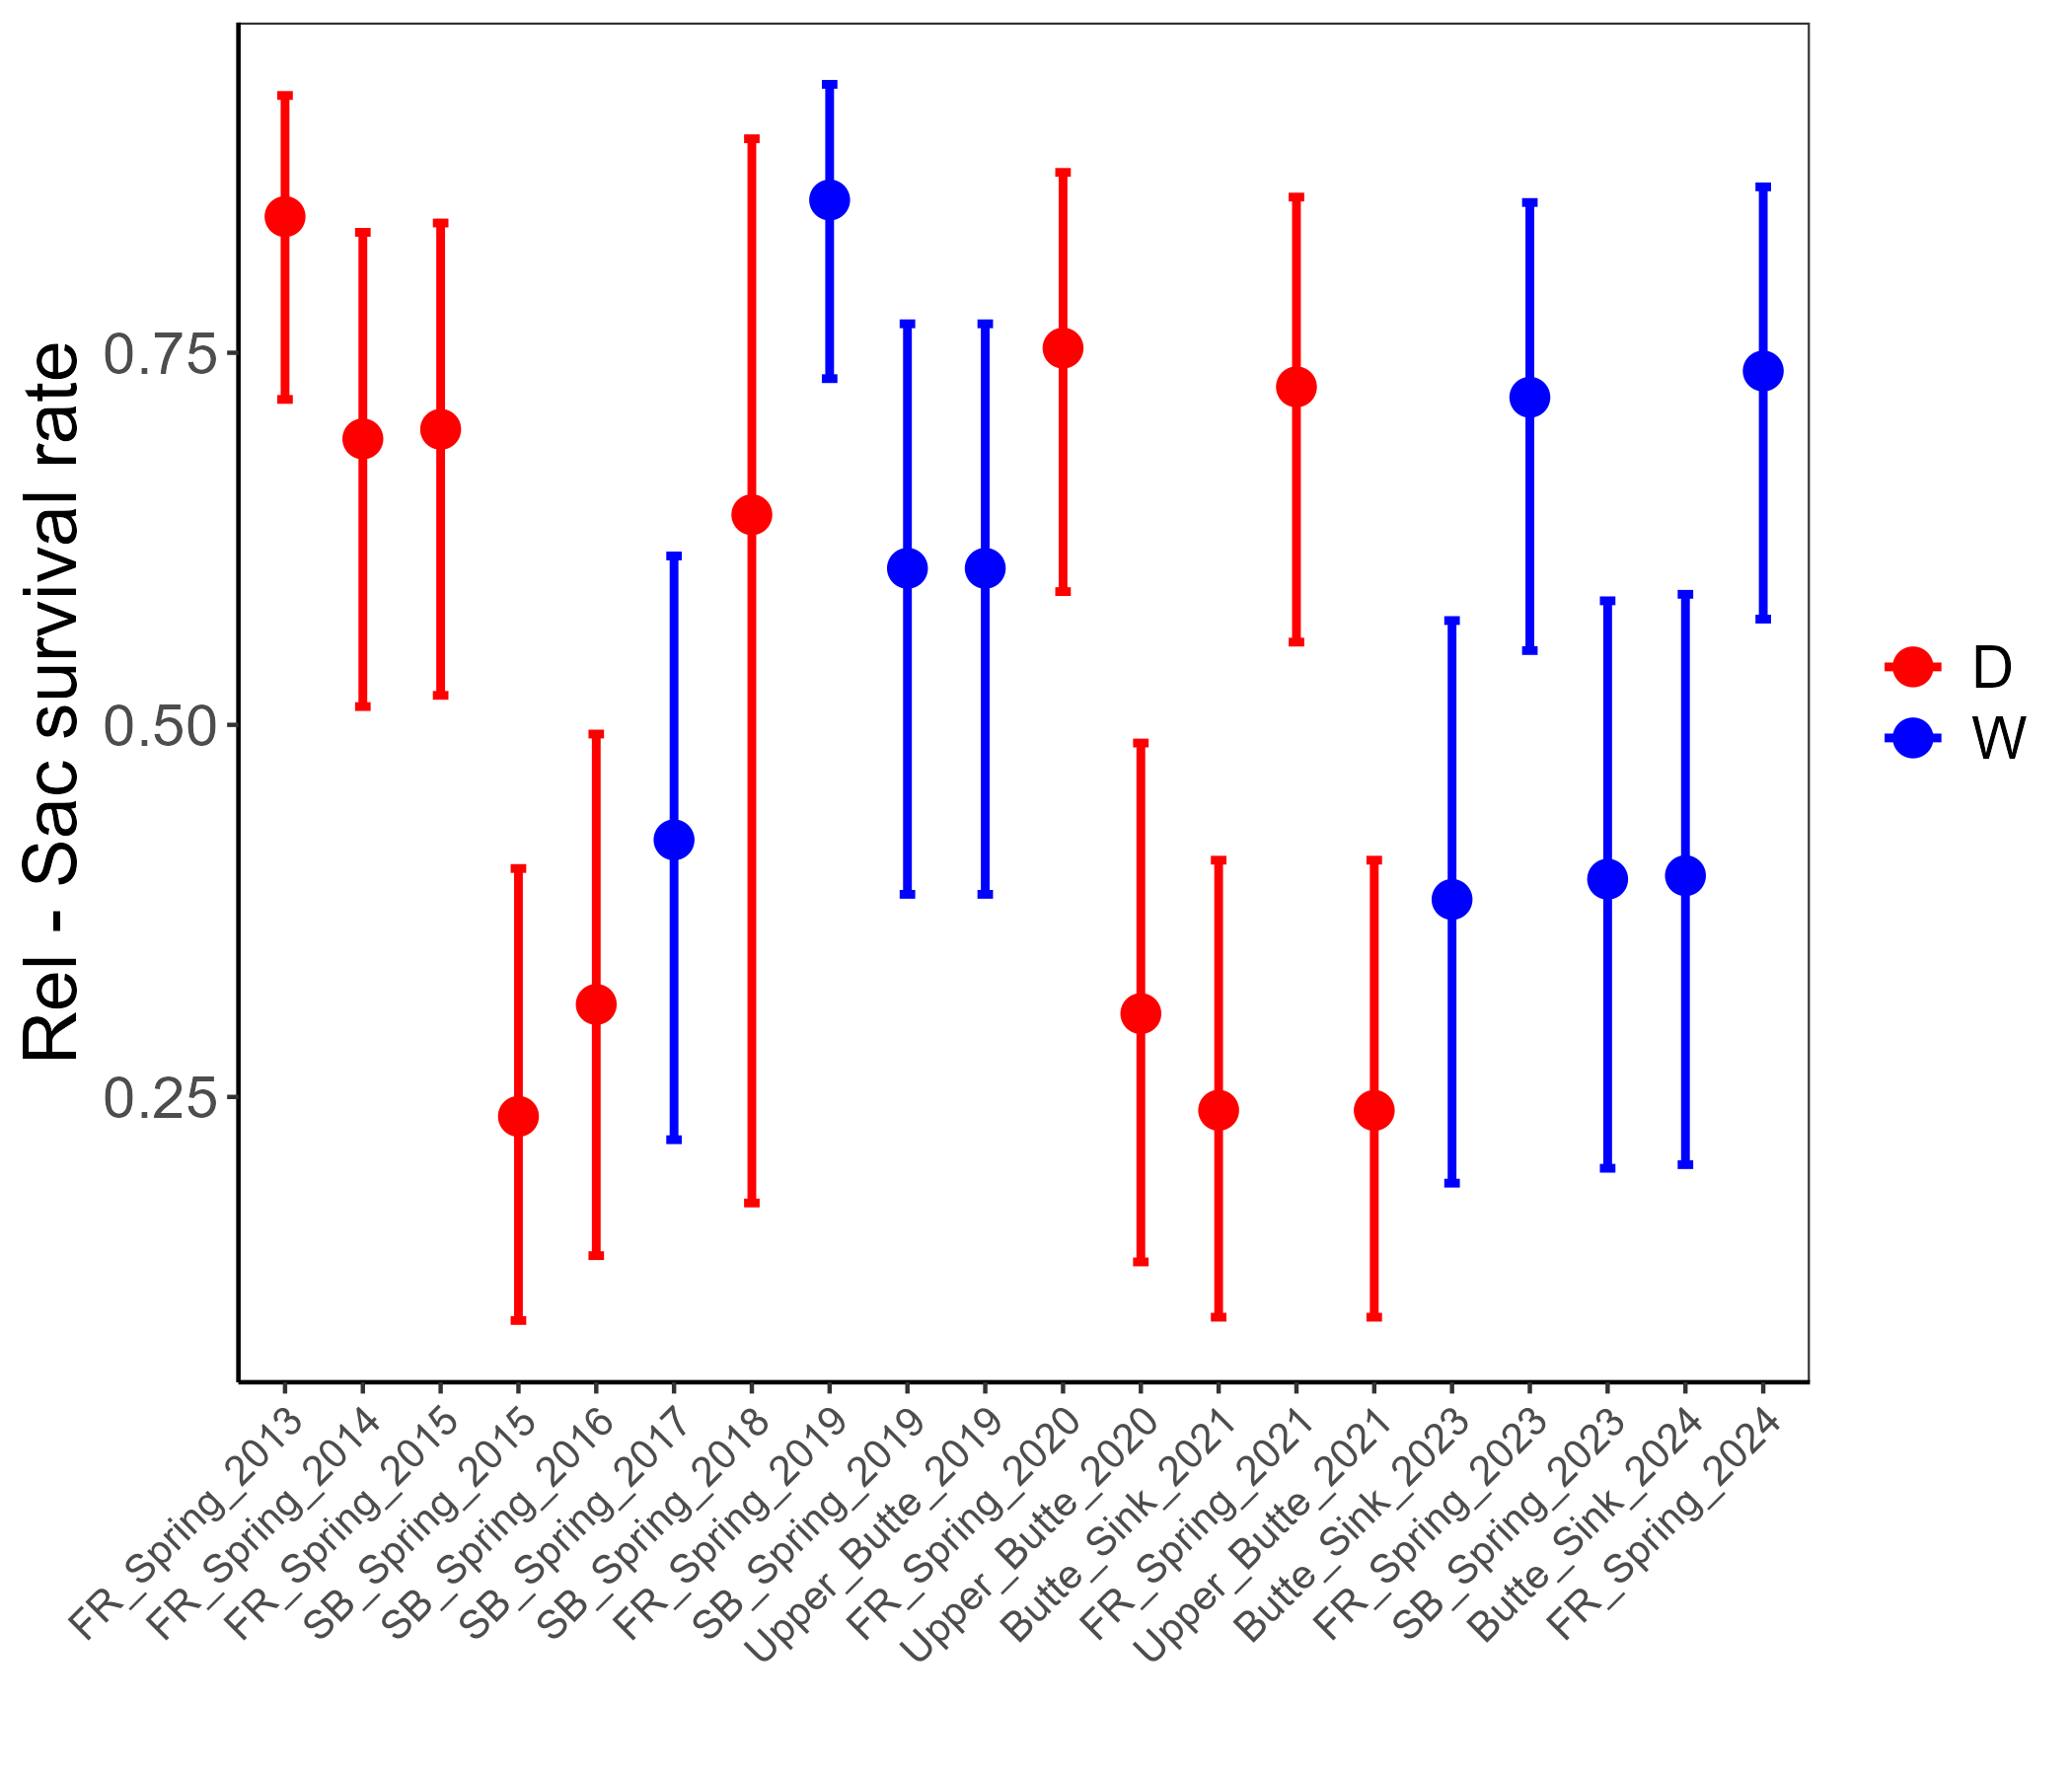 Rel - Sac survival rate
0.75
0.50
0.25
FR_Spring_2013
FR_Spring_2014
FR_Spring_2015
SB_Spring_2015
SB_Spring_2016
SB_Spring_2017
SB_Spring_2018
FR_Spring_2019
SB_Spring_2019
Upper_Butte_2019
FR_Spring_2020
Upper_Butte_2020
Butte_Sink_2021
FR_Spring_2021
Upper_Butte_2021
Butte_Sink_2023
FR_Spring_2023
SB_Spring_2023
Butte_Sink_2024
FR_Spring_2024
D
W